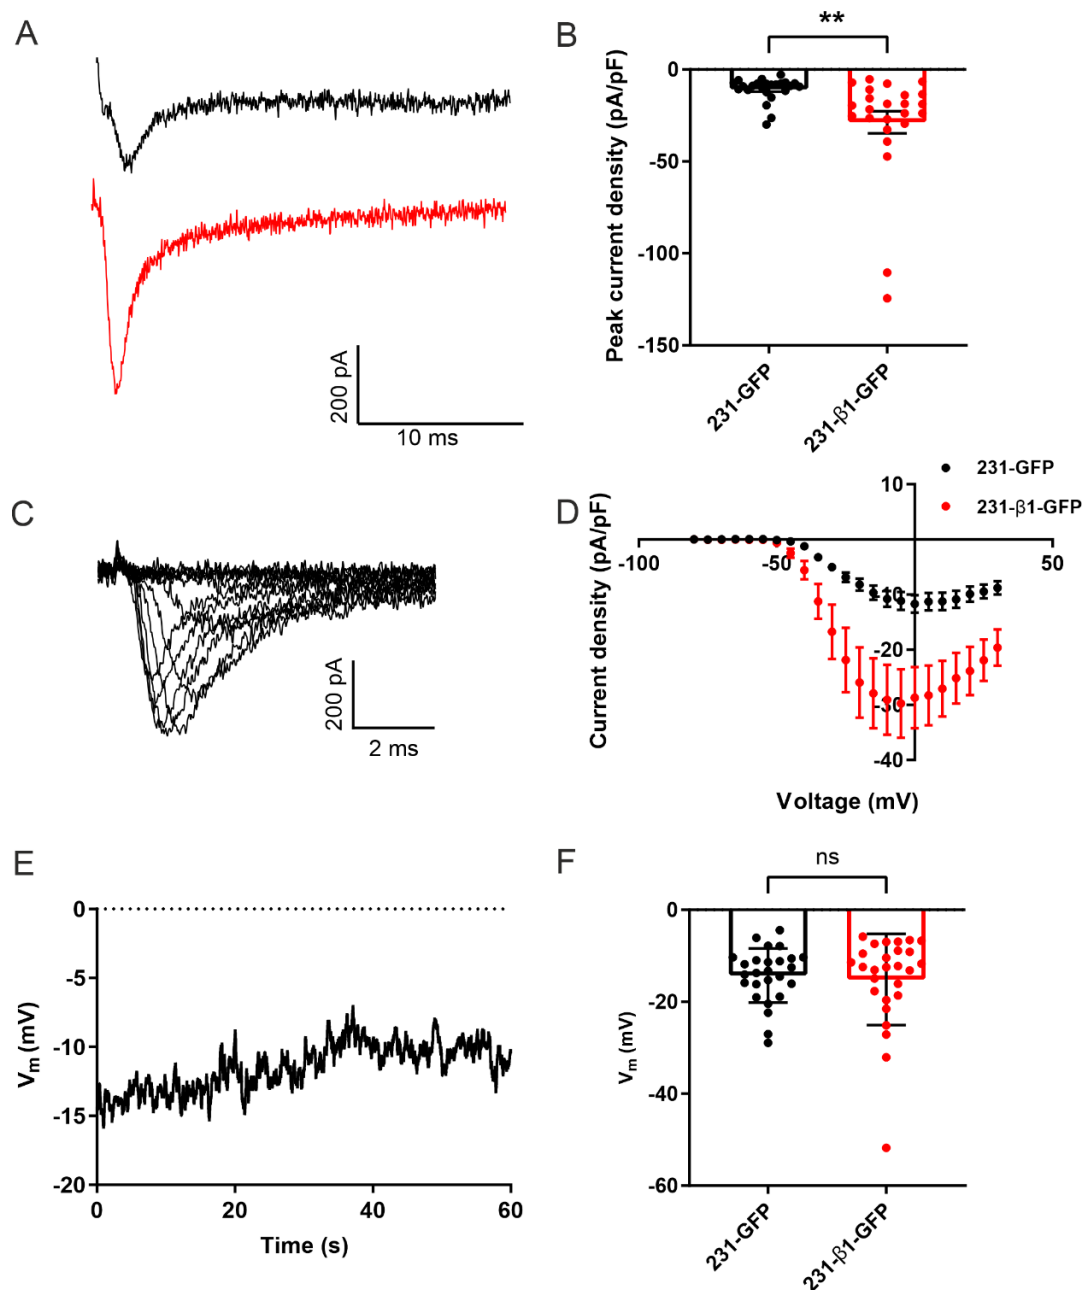 A
200 pA
10 ms
B
**
Peak current density (pA/pF)
0
-50
-100
-150
231-GFP
231-β1-GFP
C
200 pA
2 ms
D
231-GFP
231-β1-GFP
Current density (pA/pF)
10
-100
-50
50
-10
-20
-30
-40
Voltage (mV)
E
Vm (mV)
0
-5
-10
-15
-20
0
20
40
60
Time (s)
F
ns
Vm (mV)
0
-20
-40
-60
231-GFP
231-β1-GFP